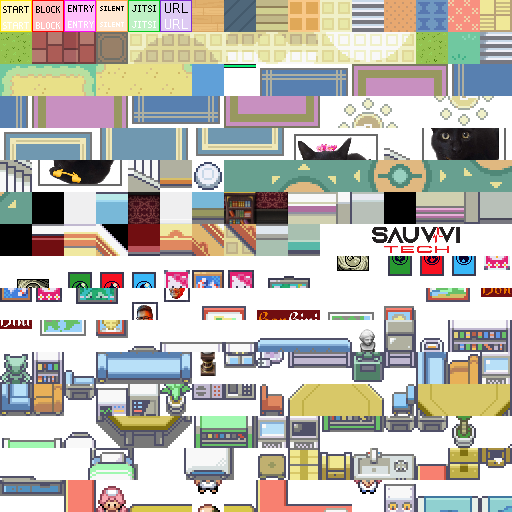 START BLOCK ENTRY SILENT JITSI URL
START BLOCK ENTRY SILENT JITSI URL
SAUVVI
TECH